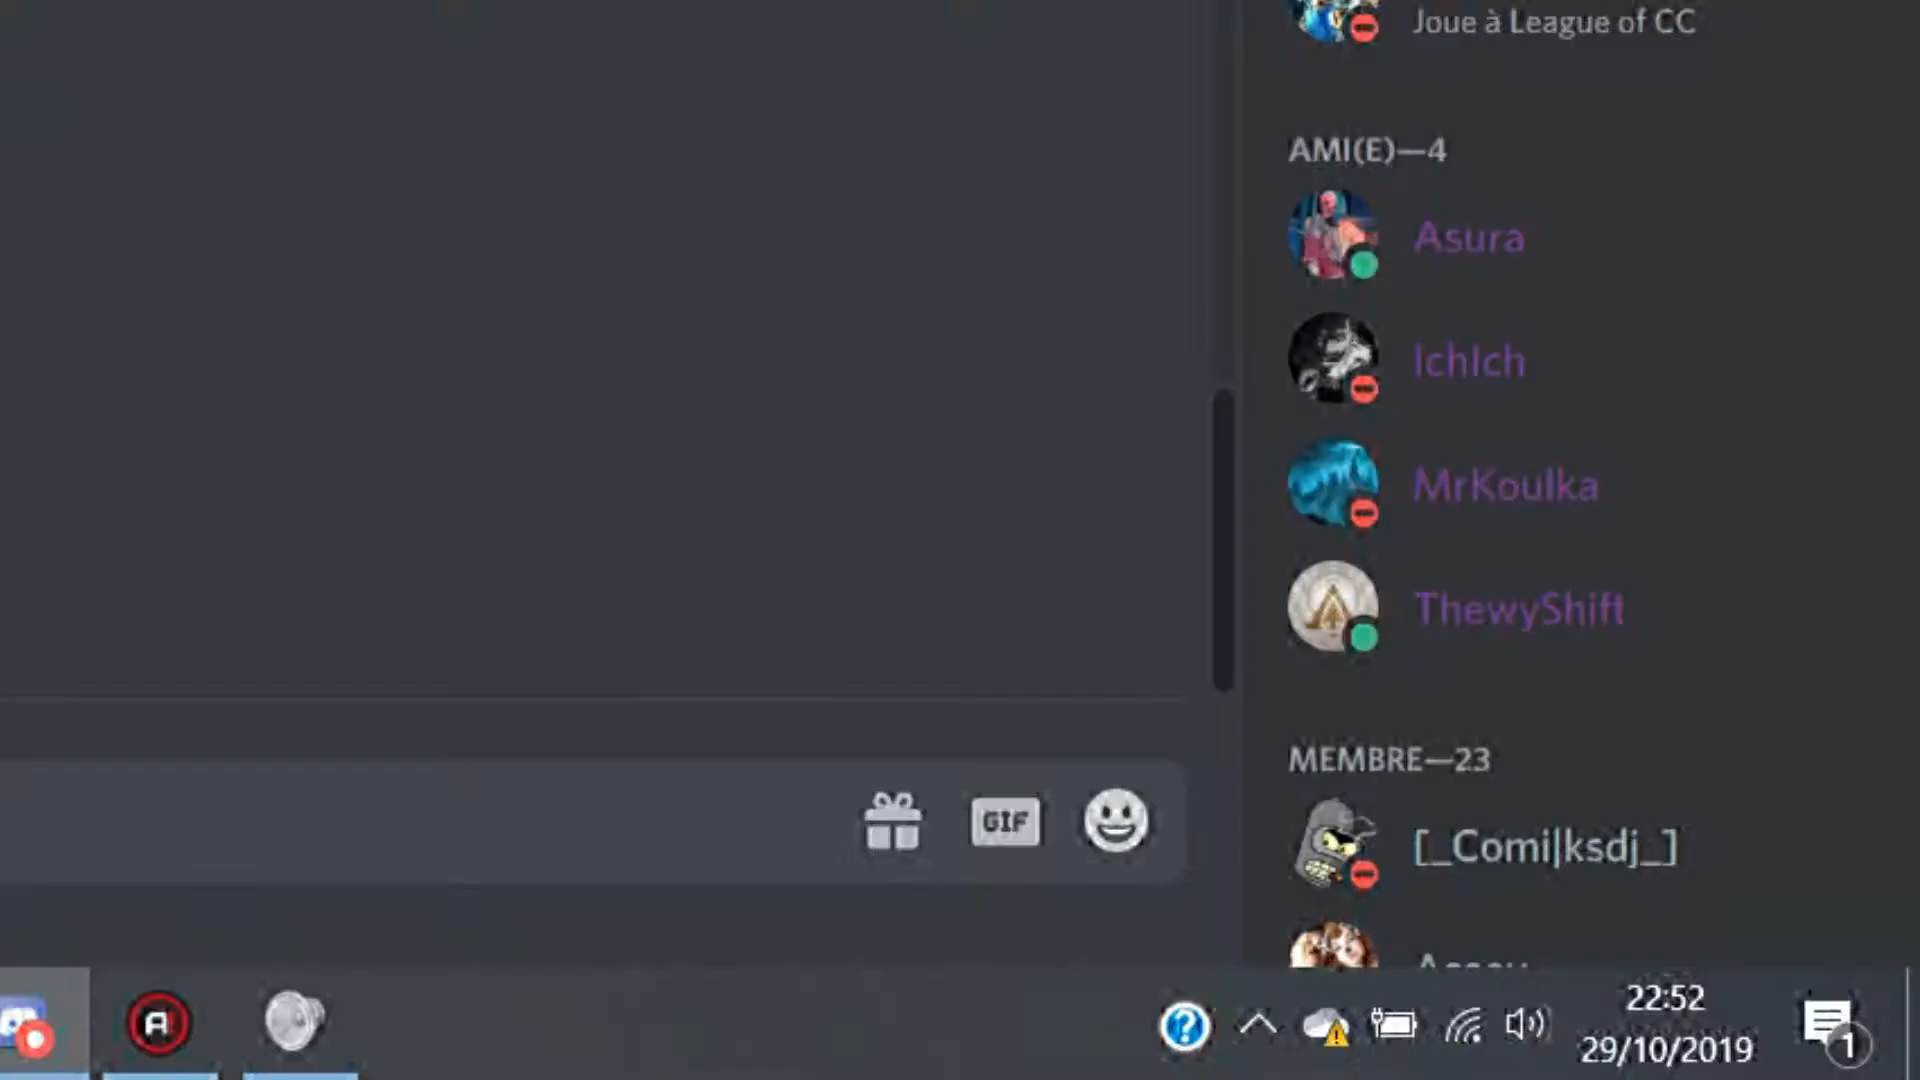 Joue à League of CC
AMI(E)—4
Asura
IchIch
MrKoulka
ThewyShift
MEMBRE—23
[_Comi|ksdj_]
GIF
22:52
29/10/2019
1